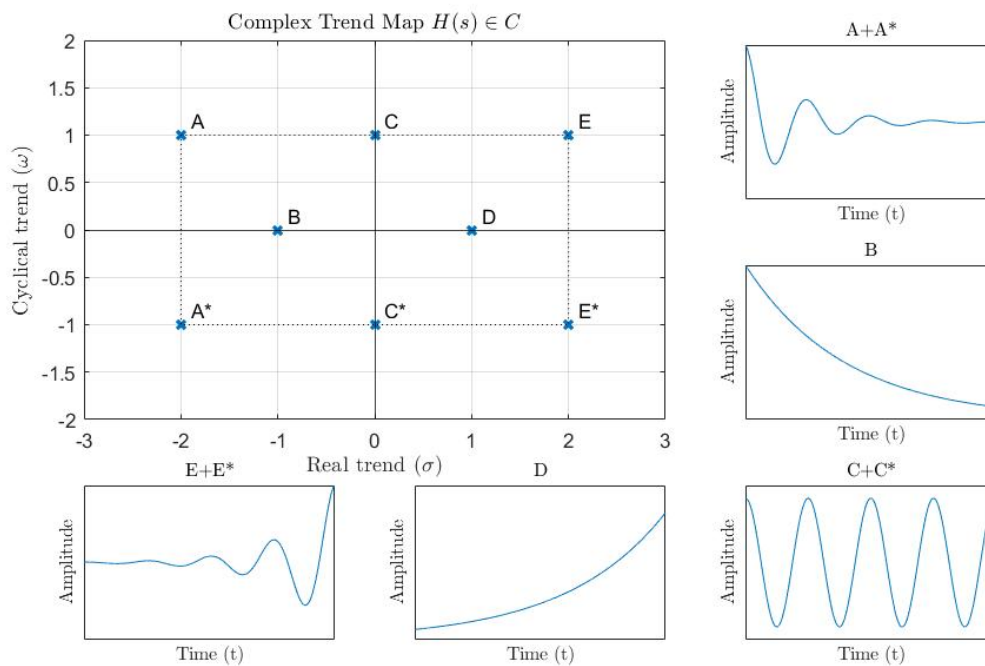 Complex Trend Map H(s) ∈ C
Cyclical trend (ω)
2
1.5
1
0.5
0
-0.5
-1
-1.5
-2
A
C
E
B
D
A*
C*
E*
-3
-2
-1
0
1
2
3
Real trend (σ)
A+A*
Amplitude
Time (t)
B
Amplitude
Time (t)
E+E*
Amplitude
Time (t)
D
Amplitude
Time (t)
C+C*
Amplitude
Time (t)